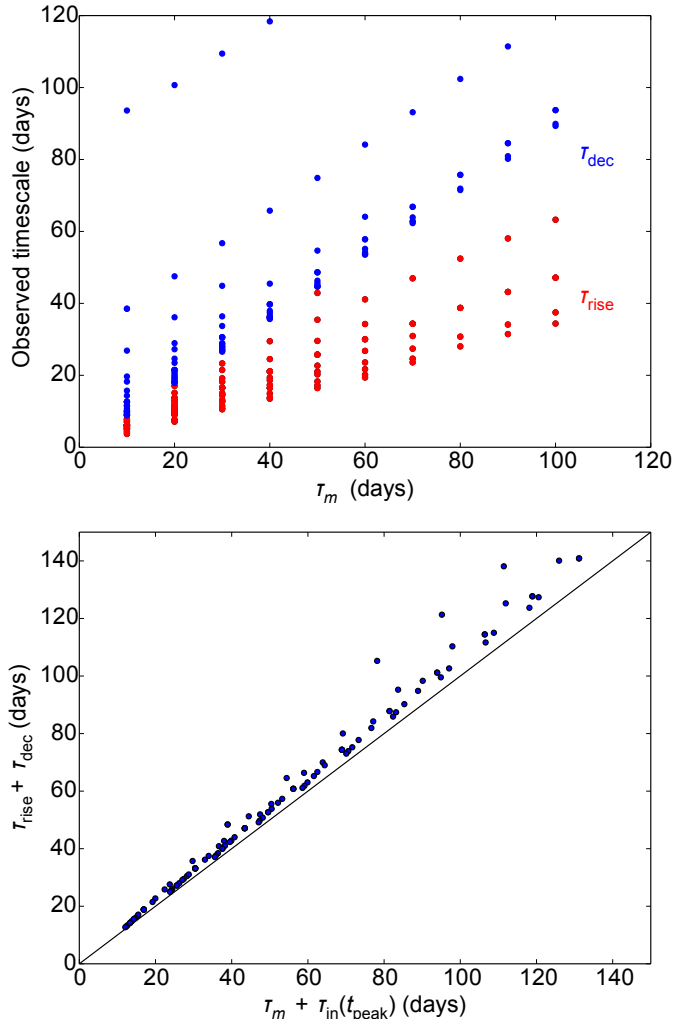 120
100
80
60
40
20
0
Observed timescale (days)
τdec
τrise
0 20 40 60 80 100 120
τm (days)
140
120
100
80
60
40
20
0
τrise + τdec (days)
0 20 40 60 80 100 120 140
τm + τin(tpeak) (days)